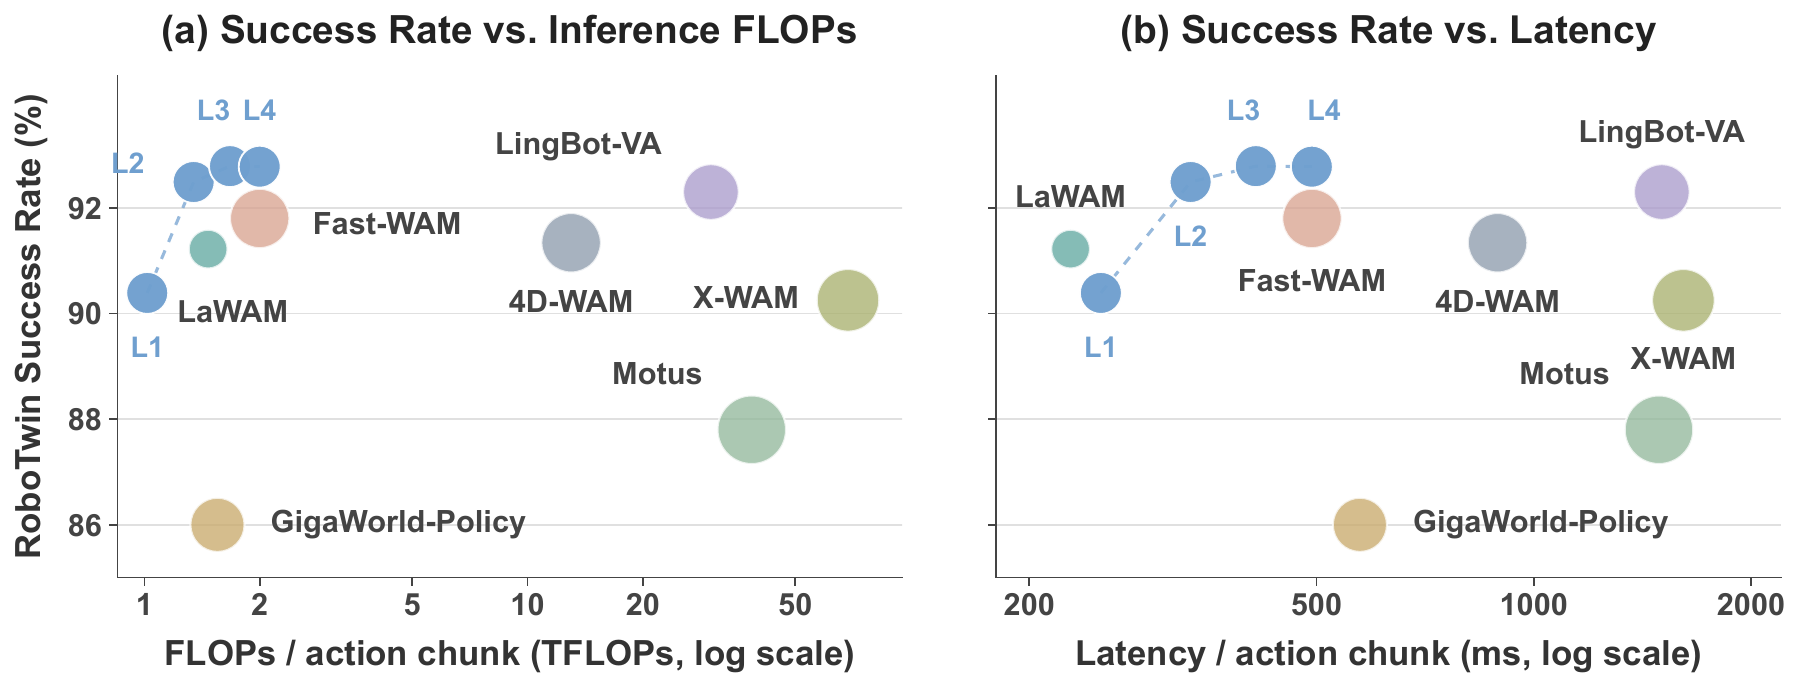 (a) Success Rate vs. Inference FLOPs
RoboTwin Success Rate (%)
92
90
88
86
L3 L4
L2
LingBot-VA
Fast-WAM
LaWAM
4D-WAM
X-WAM
L1
Motus
GigaWorld-Policy
1 2 5 10 20 50
FLOPs / action chunk (TFLOPs, log scale)
(b) Success Rate vs. Latency
L3 L4
LingBot-VA
LaWAM
L2
Fast-WAM
4D-WAM
L1
X-WAM
Motus
GigaWorld-Policy
200 500 1000 2000
Latency / action chunk (ms, log scale)